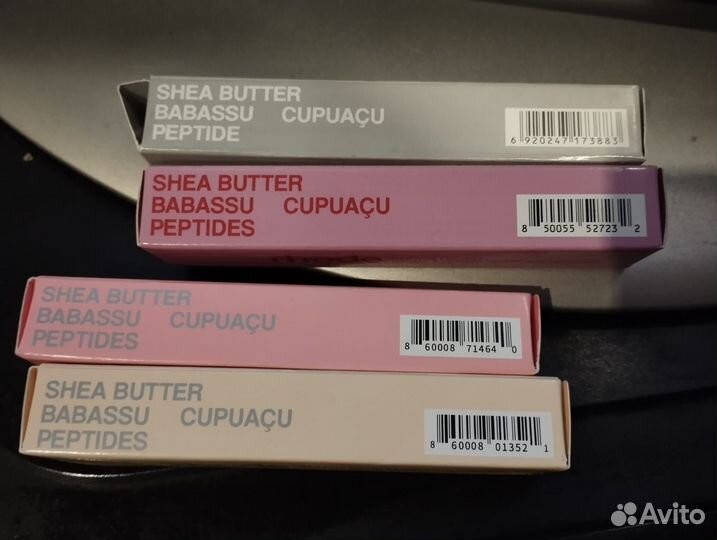 SHEA BUTTER
BABASSU CUPUAÇU
PEPTIDE
6 920247 173883
SHEA BUTTER
BABASSU CUPUAÇU
PEPTIDES
8 50055 52723 2
rhode
SHEA BUTTER
BABASSU CUPUAÇU
PEPTIDES
8 60008 71464 0
SHEA BUTTER
BABASSU CUPUAÇU
PEPTIDES
8 60008 01352 1
Avito